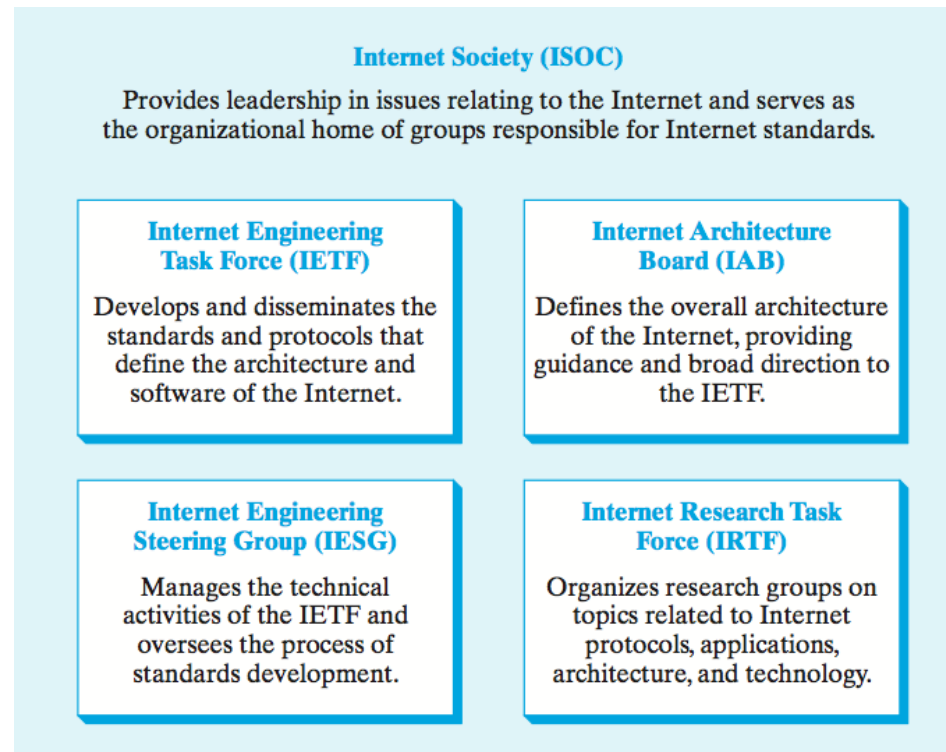 Internet Society (ISOC)
Provides leadership in issues relating to the Internet and serves as
the organizational home of groups responsible for Internet standards.
Internet Engineering
Task Force (IETF)
Develops and disseminates the
standards and protocols that
define the architecture and
software of the Internet.
Internet Architecture
Board (IAB)
Defines the overall architecture
of the Internet, providing
guidance and broad direction to
the IETF.
Internet Engineering
Steering Group (IESG)
Manages the technical
activities of the IETF and
oversees the process of
standards development.
Internet Research Task
Force (IRTF)
Organizes research groups on
topics related to Internet
protocols, applications,
architecture, and technology.